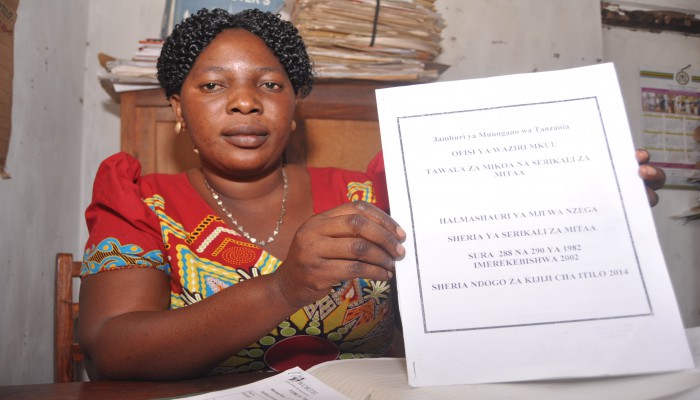 Jamhuri ya Muungano wa Tanzania
OFISI YA WAZIRI MKUU
TAWALA ZA MIKOA NA SERIKALI ZA
MITAA
HALMASHAURI YA MJI WA NZEGA
SHERIA YA SERIKALI ZA MITAA
SURA 288 NA 290 YA 1982
IMEREKEBISHWA 2002
SHERIA NDOGO ZA KIJIJI CHA ITILO 2014